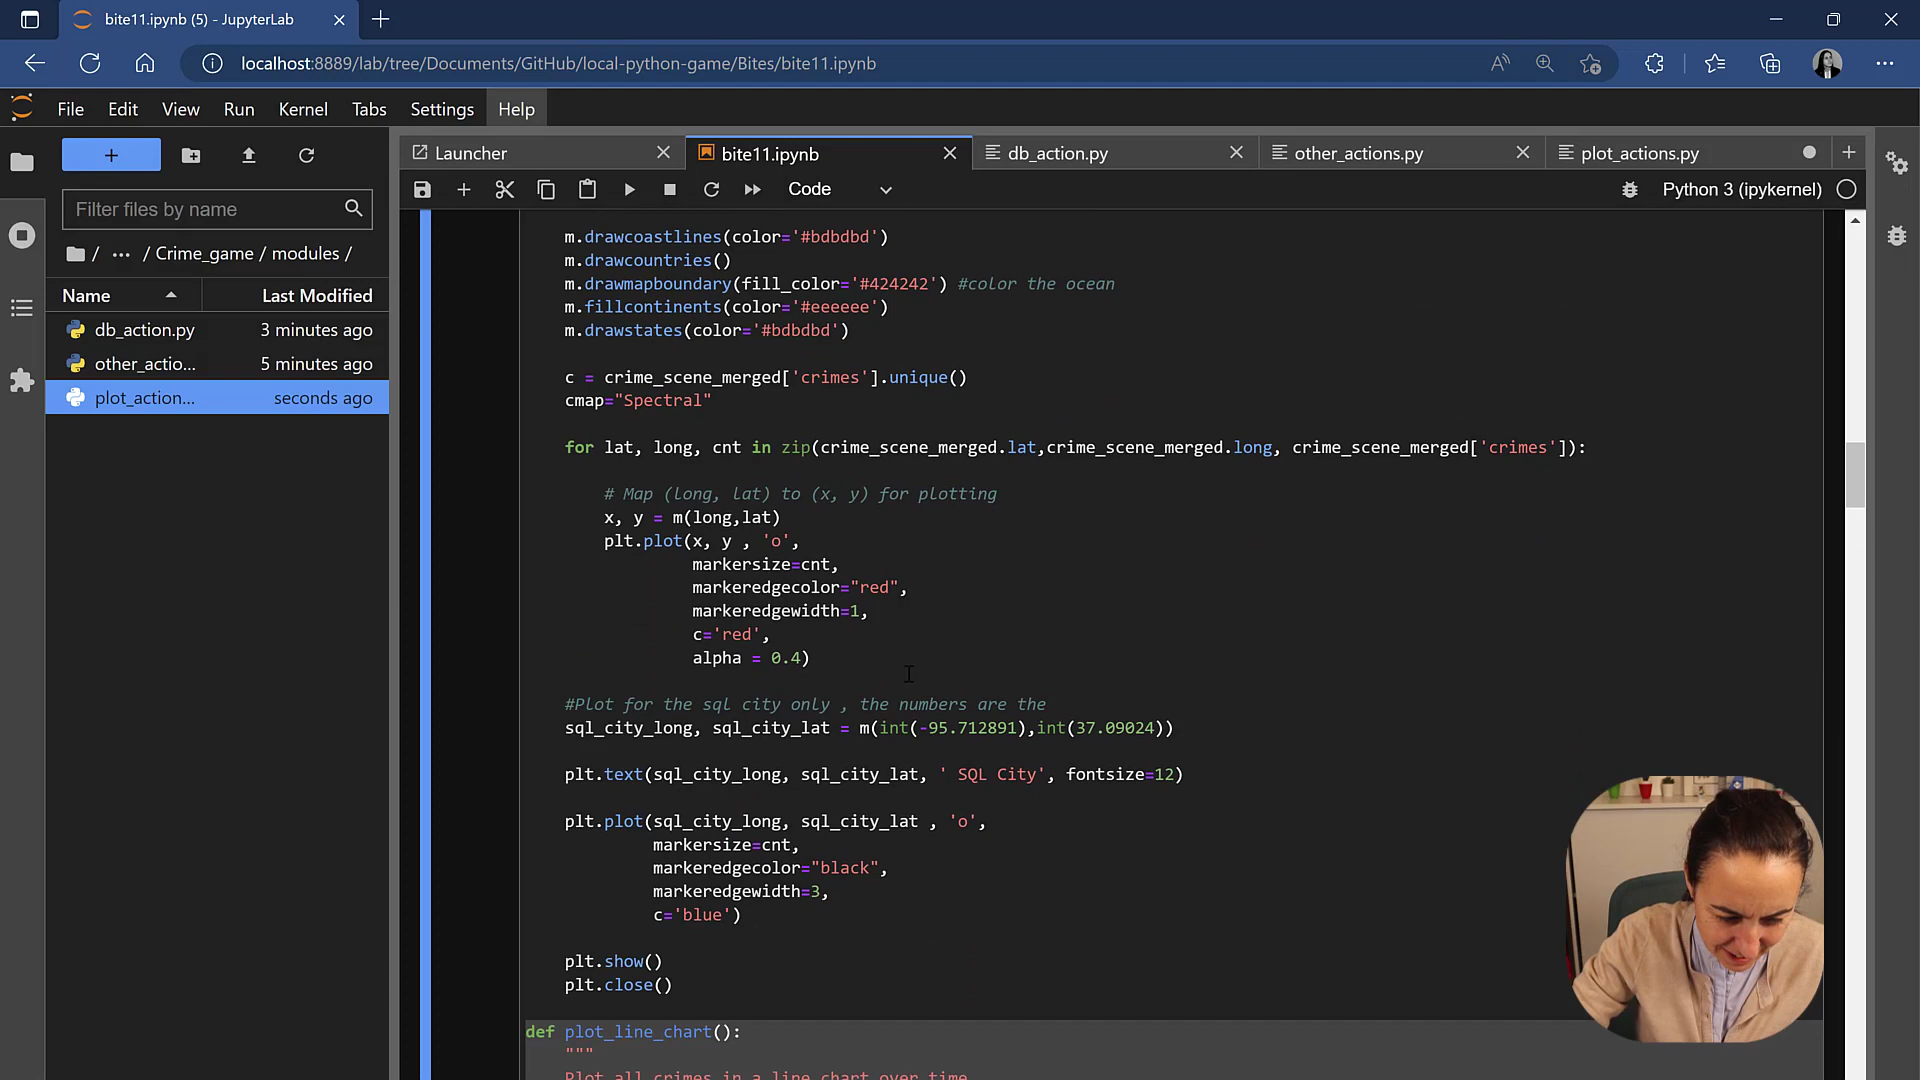 bite11.ipynb (5) - JupyterLab
localhost:8889/lab/tree/Documents/GitHub/local-python-game/Bites/bite11.ipynb
File Edit View Run Kernel Tabs Settings Help
Launcher
bite11.ipynb
db_action.py
other_actions.py
plot_actions.py
Code
Python 3 (ipykernel)
Filter files by name
/ ... / Crime_game / modules /
Name Last Modified
db_action.py 3 minutes ago
other_actio... 5 minutes ago
plot_action... seconds ago
m.drawcoastlines(color='#bdbdbd')
m.drawcountries()
m.drawmapboundary(fill_color='#424242') #color the ocean
m.fillcontinents(color='#eeeeee')
m.drawstates(color='#bdbdbd')
c = crime_scene_merged['crimes'].unique()
cmap="Spectral"
for lat, long, cnt in zip(crime_scene_merged.lat,crime_scene_merged.long, crime_scene_merged['crimes']):
# Map (long, lat) to (x, y) for plotting
x, y = m(long,lat)
plt.plot(x, y , 'o',
markersize=cnt,
markeredgecolor="red",
markeredgewidth=1,
c='red',
alpha = 0.4)
#Plot for the sql city only , the numbers are the
sql_city_long, sql_city_lat = m(int(-95.712891),int(37.09024))
plt.text(sql_city_long, sql_city_lat, ' SQL City', fontsize=12)
plt.plot(sql_city_long, sql_city_lat , 'o',
markersize=cnt,
markeredgecolor="black",
markeredgewidth=3,
c='blue')
plt.show()
plt.close()
def plot_line_chart():
"""
Plot all crimes in a line chart over time